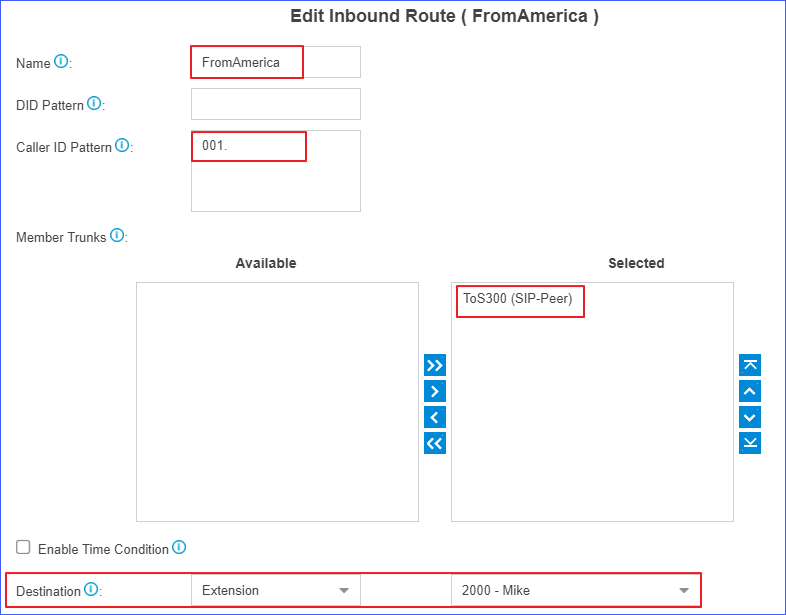 Edit Inbound Route ( FromAmerica )
Name : FromAmerica
DID Pattern :
Caller ID Pattern : 001.
Member Trunks :
Available Selected
ToS300 (SIP-Peer)
Enable Time Condition
Destination : Extension 2000 - Mike